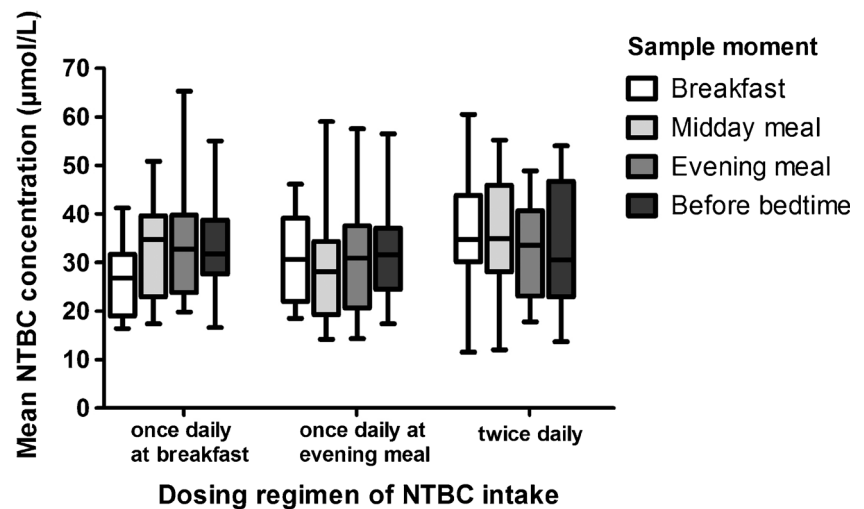 Mean NTBC concentration (µmol/L)
70
60
50
40
30
20
10
0
once daily
at breakfast
once daily at
evening meal
twice daily
Dosing regimen of NTBC intake
Sample moment
Breakfast
Midday meal
Evening meal
Before bedtime